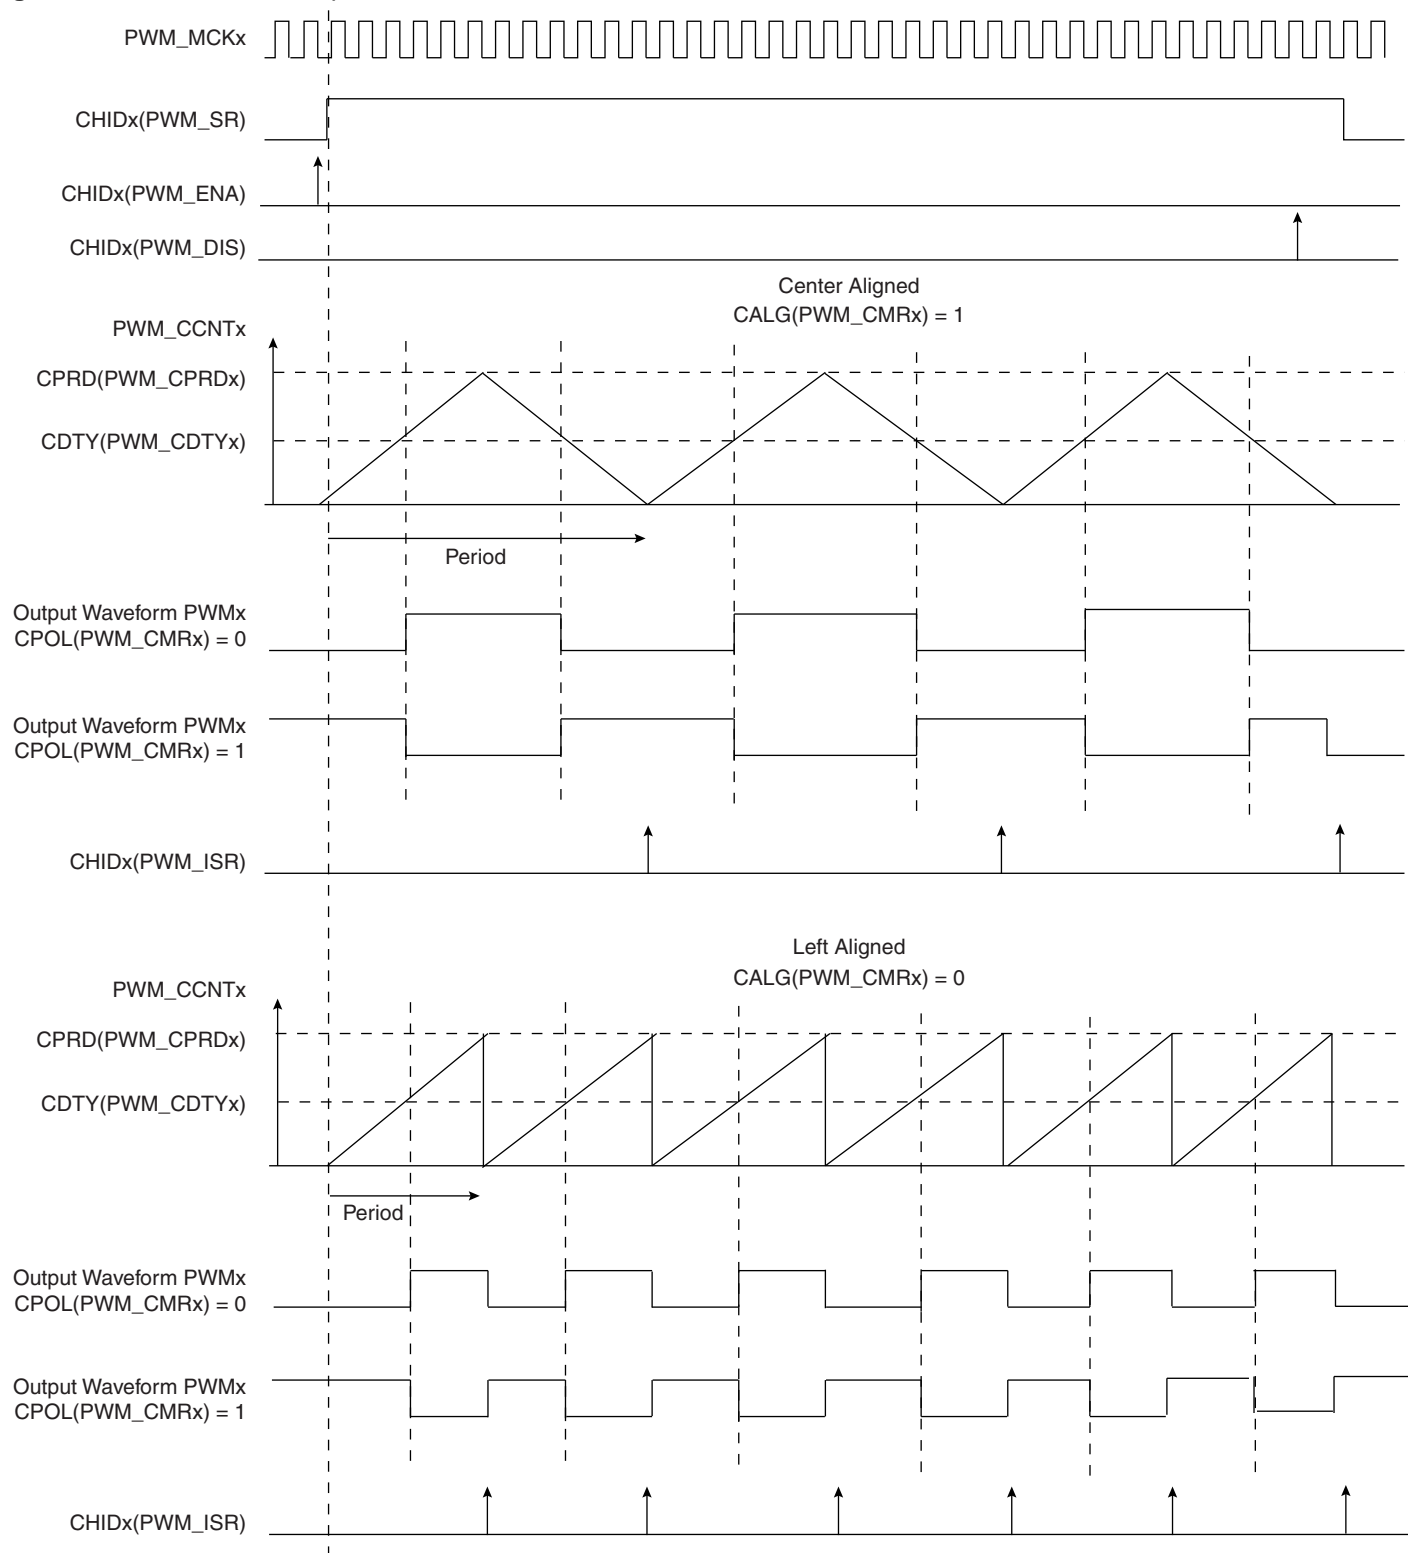 PWM_MCKx
CHIDx(PWM_SR)
CHIDx(PWM_ENA)
CHIDx(PWM_DIS)
Center Aligned
CALG(PWM_CMRx) = 1
PWM_CCNTx
CPRD(PWM_CPRDx)
CDTY(PWM_CDTYx)
Period
Output Waveform PWMx
CPOL(PWM_CMRx) = 0
Output Waveform PWMx
CPOL(PWM_CMRx) = 1
CHIDx(PWM_ISR)
Left Aligned
CALG(PWM_CMRx) = 0
PWM_CCNTx
CPRD(PWM_CPRDx)
CDTY(PWM_CDTYx)
Period
Output Waveform PWMx
CPOL(PWM_CMRx) = 0
Output Waveform PWMx
CPOL(PWM_CMRx) = 1
CHIDx(PWM_ISR)